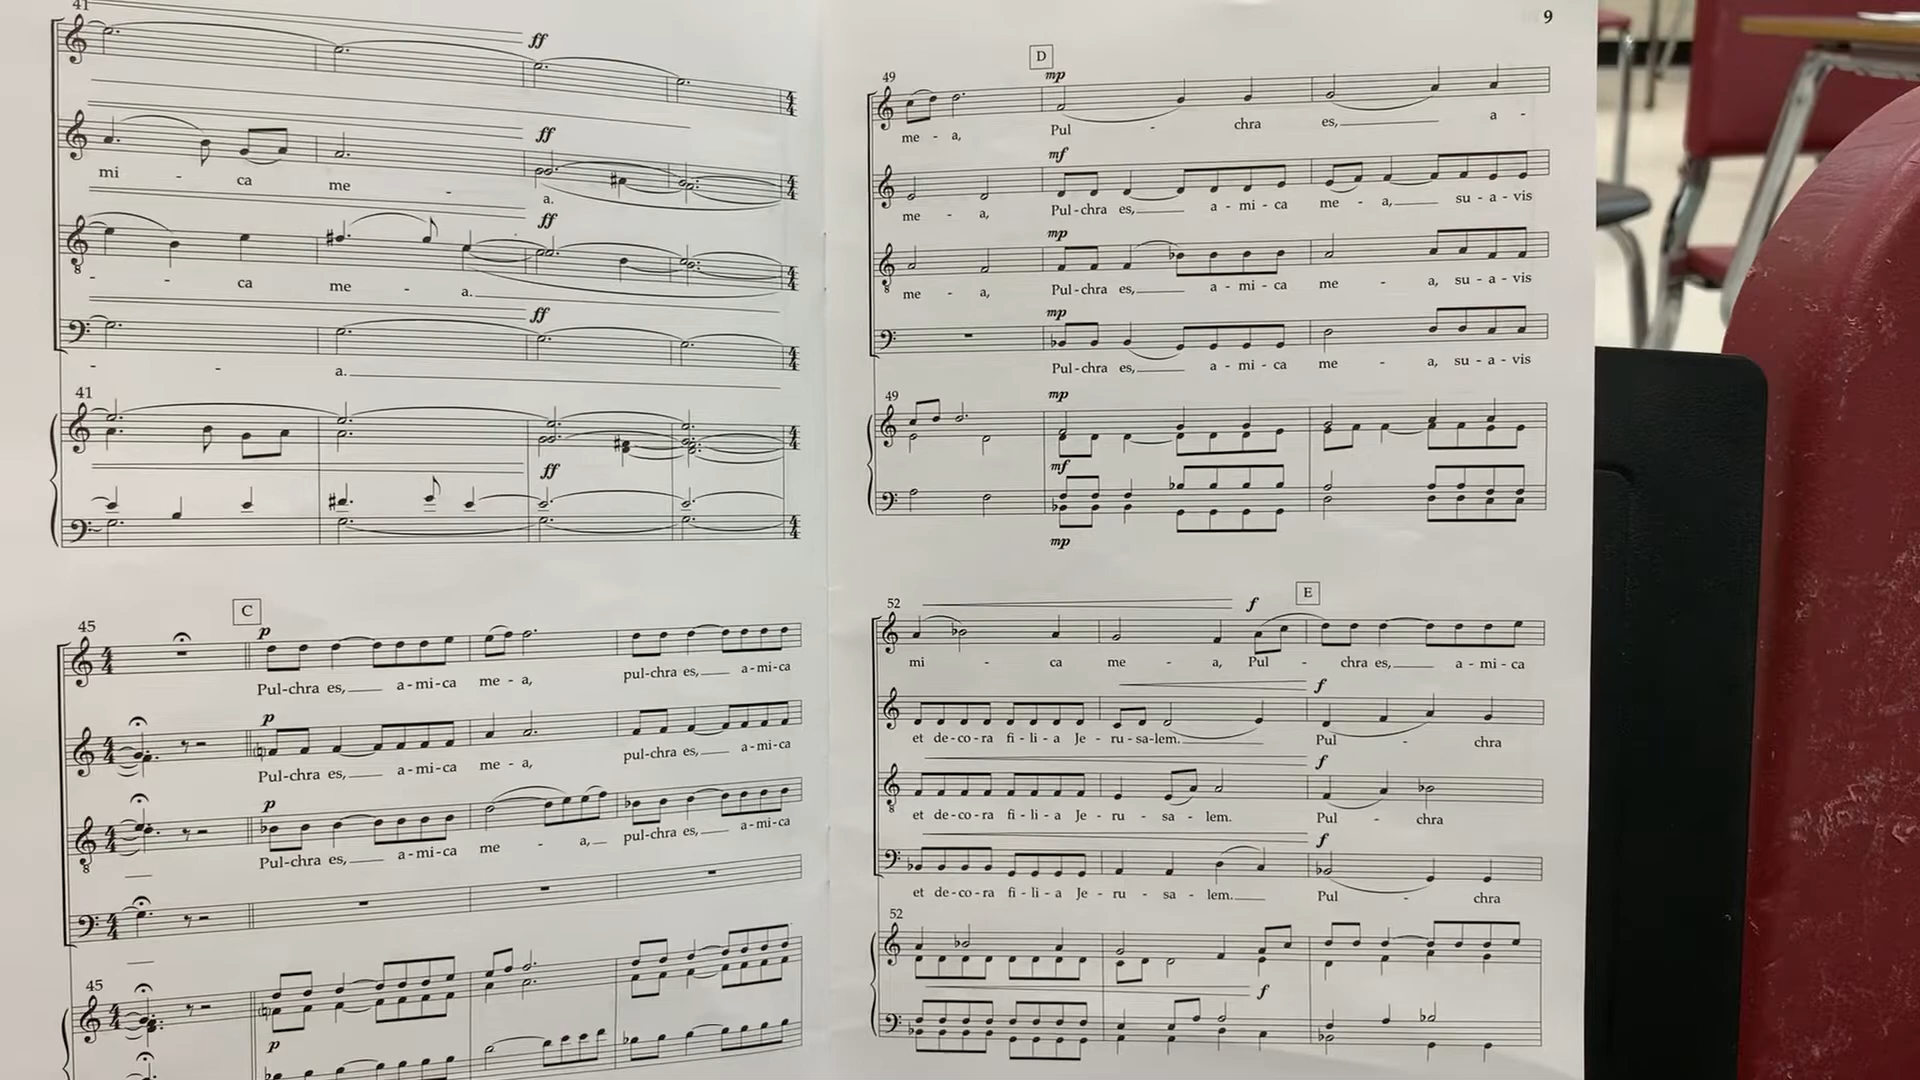 41
ff
ff
mi - ca me - a.
ff
- - ca me - a.
ff
- - a.
41
ff
C
45
p
Pul-chra es, a-mi-ca me - a, pul-chra es, a-mi-ca
p
Pul-chra es, a-mi-ca me - a, pul-chra es, a-mi-ca
p
Pul-chra es, a-mi-ca me - a, pul-chra es, a-mi-ca
45
p
9
D
49
mp
me - a, Pul - chra es, a -
mf
me - a, Pul-chra es, a - mi - ca me - a, su - a - vis
mp
me - a, Pul-chra es, a - mi - ca me - a, su - a - vis
mp
Pul-chra es, a - mi - ca me - a, su - a - vis
49
mp
mf
mp
E
52
f
mi - ca me - a, Pul - chra es, a - mi - ca
f
et de - co - ra fi - li - a Je - ru - sa - lem. Pul - chra
f
et de - co - ra fi - li - a Je - ru - sa - lem. Pul - chra
f
et de - co - ra fi - li - a Je - ru - sa - lem. Pul - chra
52
f